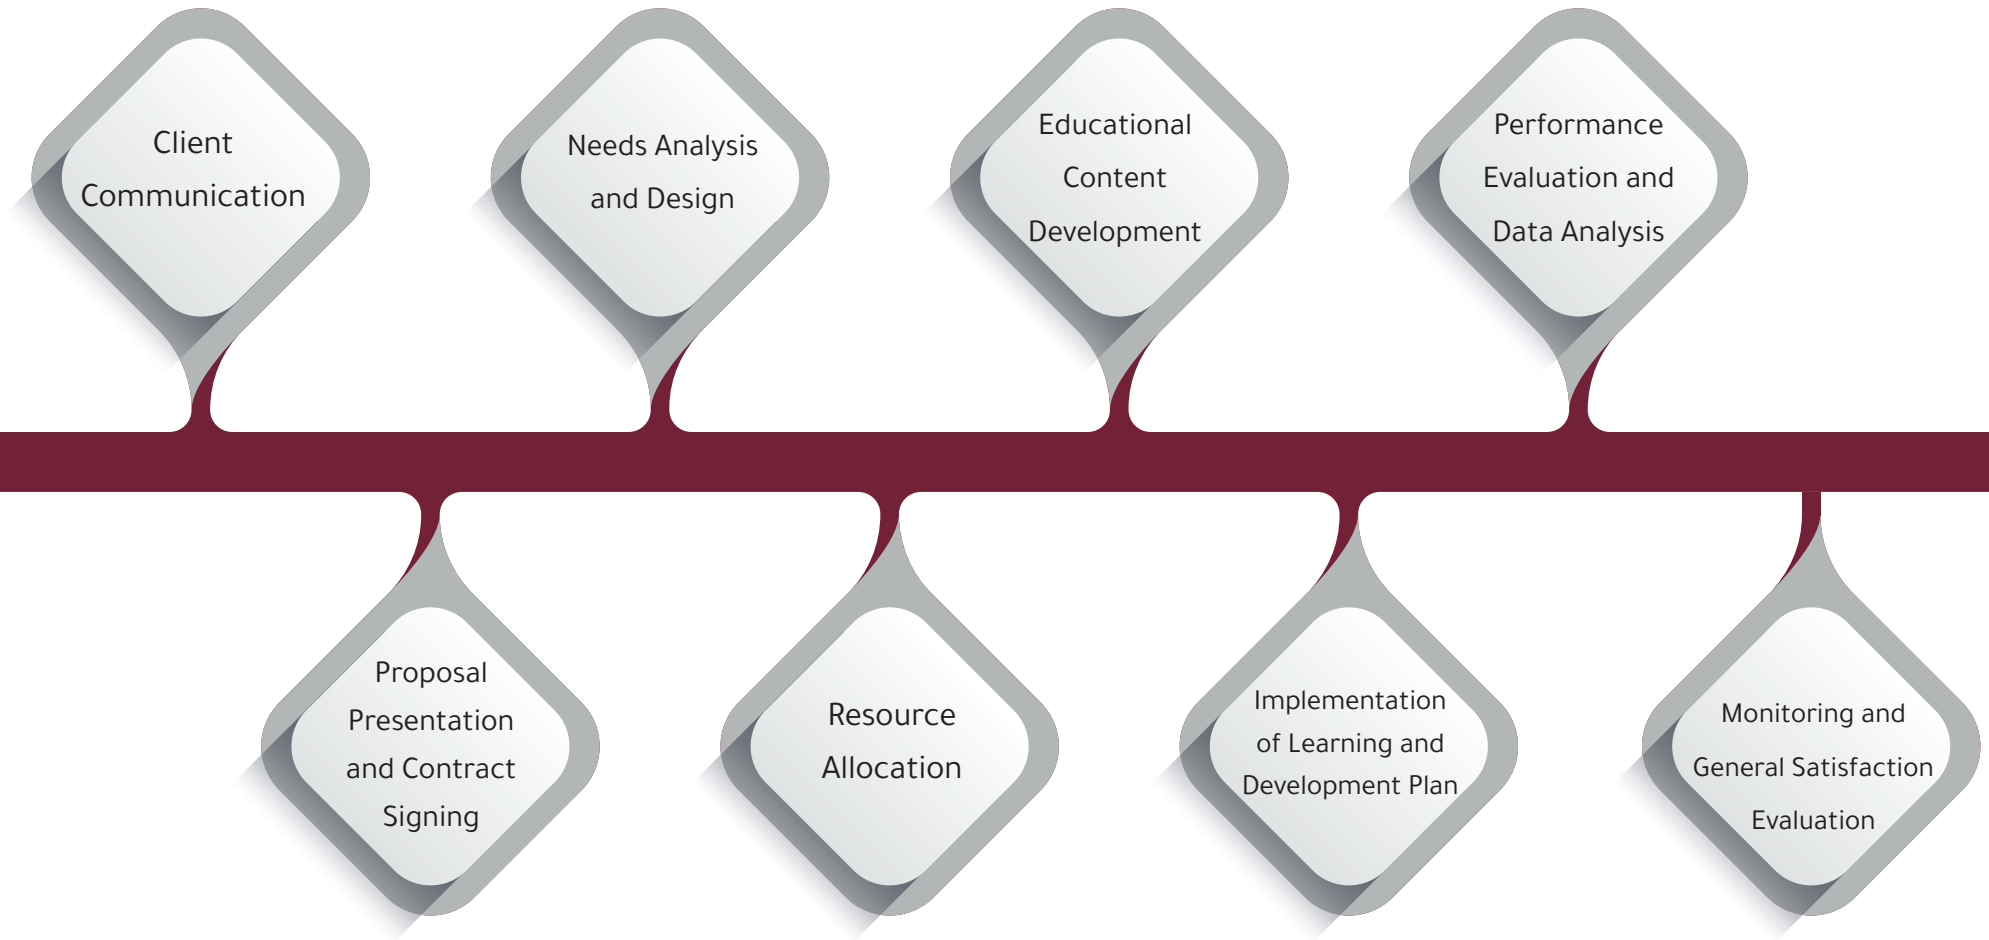 Client
Communication
Proposal
Presentation
and Contract
Signing
Needs Analysis
and Design
Resource
Allocation
Educational
Content
Development
Implementation
of Learning and
Development Plan
Performance
Evaluation and
Data Analysis
Monitoring and
General Satisfaction
Evaluation